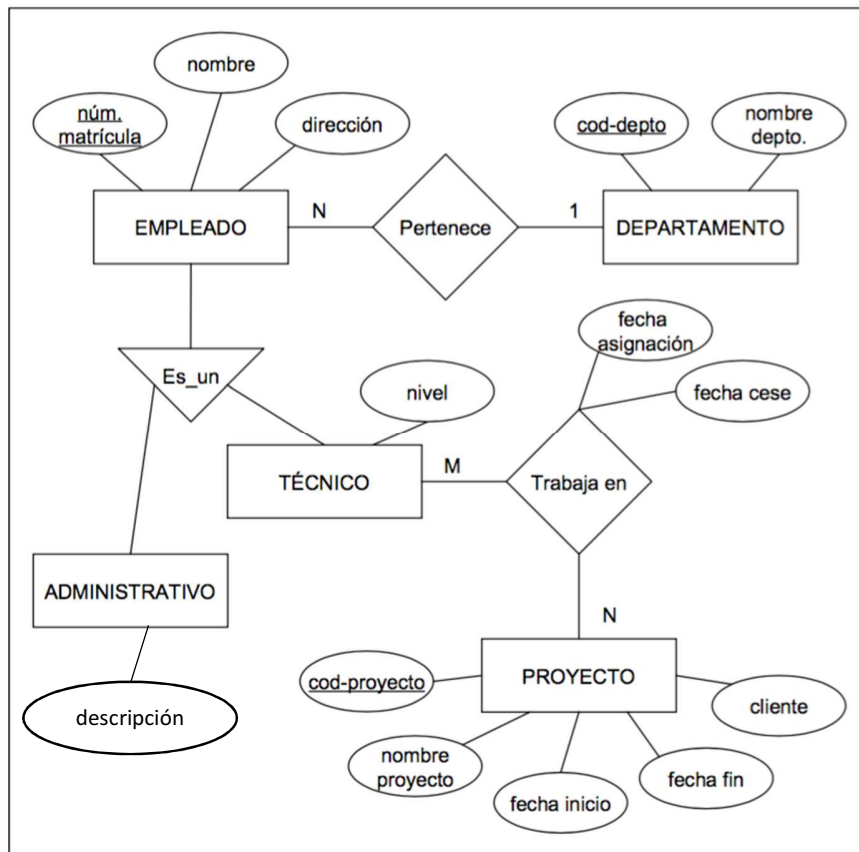 nombre
núm.
matrícula
dirección
cod-depto
nombre
depto.
EMPLEADO
N
Pertenece
1
DEPARTAMENTO
fecha
asignación
Es_un
nivel
fecha cese
TÉCNICO
M
Trabaja en
ADMINISTRATIVO
N
descripción
cod-proyecto
PROYECTO
cliente
nombre
proyecto
fecha inicio
fecha fin